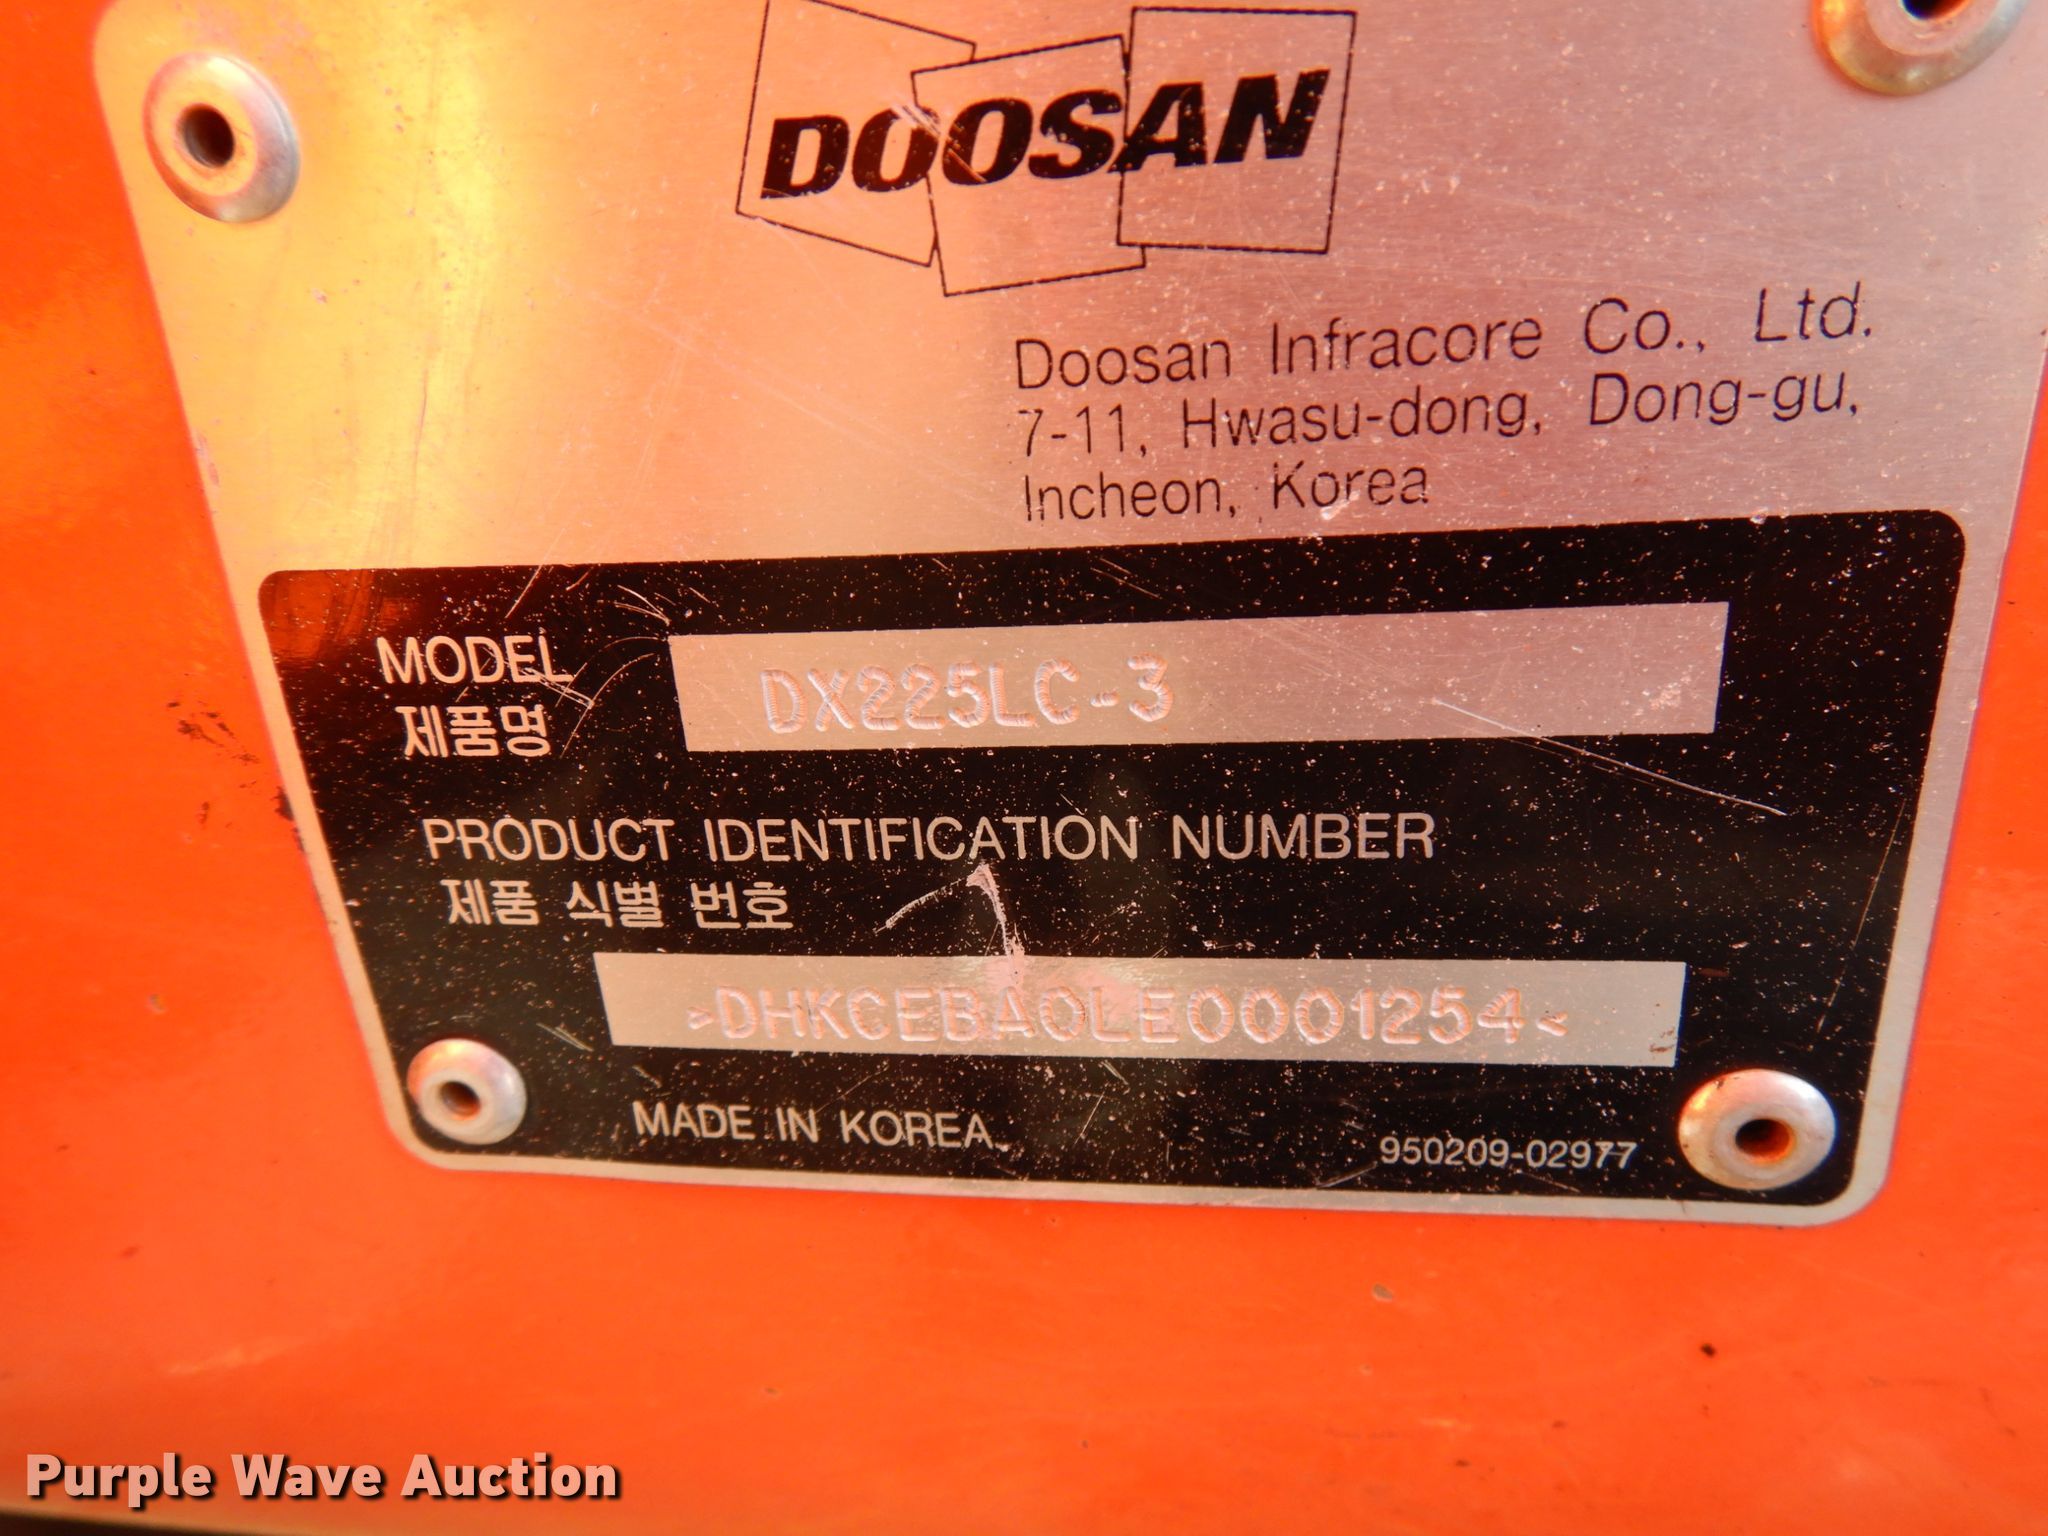 DOOSAN
Doosan Infracore Co., Ltd.
7-11, Hwasu-dong, Dong-gu,
Incheon, Korea
MODEL DX225LC-3
제품명
PRODUCT IDENTIFICATION NUMBER
제품 식별 번호
>DHKCEBA0LE0001254<
MADE IN KOREA
950209-02977
Purple Wave Auction